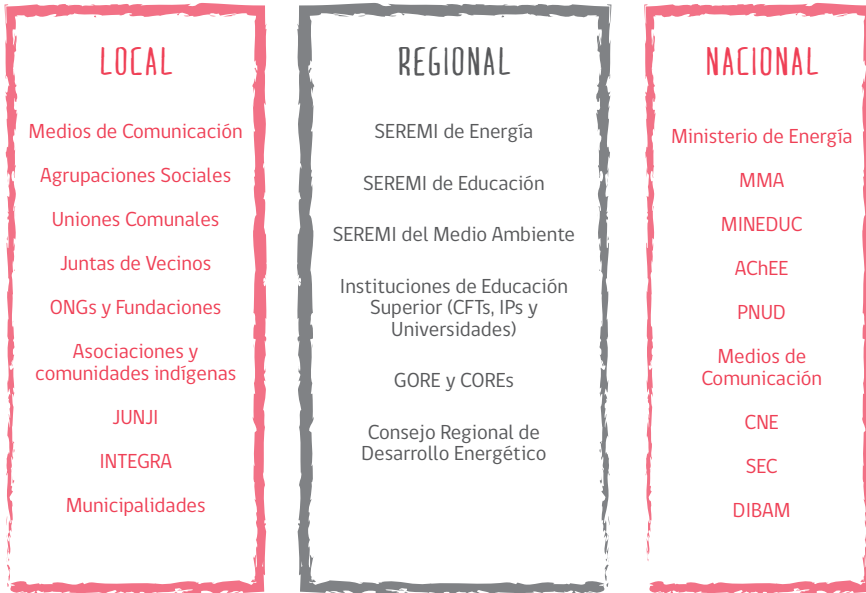 LOCAL
Medios de Comunicación
Agrupaciones Sociales
Uniones Comunales
Juntas de Vecinos
ONGs y Fundaciones
Asociaciones y
comunidades indígenas
JUNJI
INTEGRA
Municipalidades
REGIONAL
SEREMI de Energía
SEREMI de Educación
SEREMI del Medio Ambiente
Instituciones de Educación
Superior (CFTs, IPs y
Universidades)
GORE y COREs
Consejo Regional de
Desarrollo Energético
NACIONAL
Ministerio de Energía
MMA
MINEDUC
AChEE
PNUD
Medios de
Comunicación
CNE
SEC
DIBAM